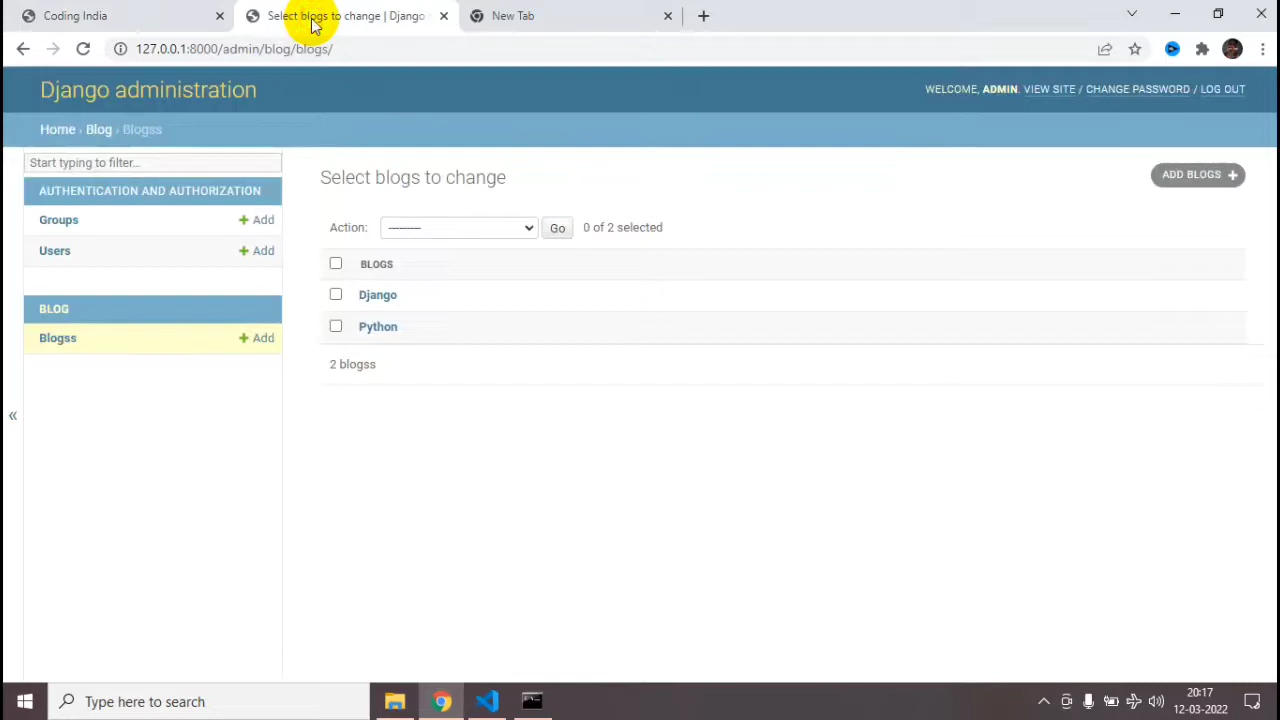 Coding India
Select blogs to change | Django
New Tab
127.0.0.1:8000/admin/blog/blogs/
Django administration
WELCOME, ADMIN. VIEW SITE / CHANGE PASSWORD / LOG OUT
Home › Blog › Blogss
Start typing to filter...
AUTHENTICATION AND AUTHORIZATION
Groups
Add
Users
Add
BLOG
Blogss
Add
«
Select blogs to change
ADD BLOGS
Action:
---------
Go
0 of 2 selected
BLOGS
Django
Python
2 blogss
Type here to search
20:17
12-03-2022